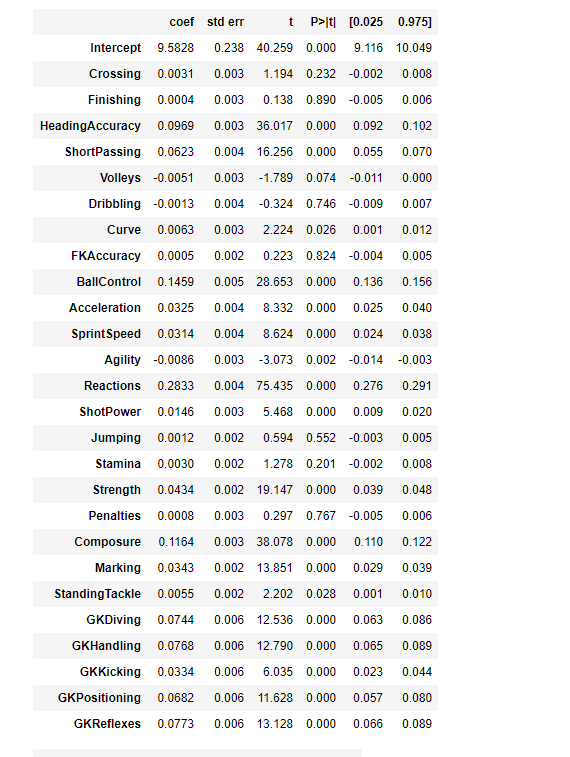 coef std err t P>|t| [0.025 0.975]
Intercept 9.5828 0.238 40.259 0.000 9.116 10.049
Crossing 0.0031 0.003 1.194 0.232 -0.002 0.008
Finishing 0.0004 0.003 0.138 0.890 -0.005 0.006
HeadingAccuracy 0.0969 0.003 36.017 0.000 0.092 0.102
ShortPassing 0.0623 0.004 16.256 0.000 0.055 0.070
Volleys -0.0051 0.003 -1.789 0.074 -0.011 0.000
Dribbling -0.0013 0.004 -0.324 0.746 -0.009 0.007
Curve 0.0063 0.003 2.224 0.026 0.001 0.012
FKAccuracy 0.0005 0.002 0.223 0.824 -0.004 0.005
BallControl 0.1459 0.005 28.653 0.000 0.136 0.156
Acceleration 0.0325 0.004 8.332 0.000 0.025 0.040
SprintSpeed 0.0314 0.004 8.624 0.000 0.024 0.038
Agility -0.0086 0.003 -3.073 0.002 -0.014 -0.003
Reactions 0.2833 0.004 75.435 0.000 0.276 0.291
ShotPower 0.0146 0.003 5.468 0.000 0.009 0.020
Jumping 0.0012 0.002 0.594 0.552 -0.003 0.005
Stamina 0.0030 0.002 1.278 0.201 -0.002 0.008
Strength 0.0434 0.002 19.147 0.000 0.039 0.048
Penalties 0.0008 0.003 0.297 0.767 -0.005 0.006
Composure 0.1164 0.003 38.078 0.000 0.110 0.122
Marking 0.0343 0.002 13.851 0.000 0.029 0.039
StandingTackle 0.0055 0.002 2.202 0.028 0.001 0.010
GKDiving 0.0744 0.006 12.536 0.000 0.063 0.086
GKHandling 0.0768 0.006 12.790 0.000 0.065 0.089
GKKicking 0.0334 0.006 6.035 0.000 0.023 0.044
GKPositioning 0.0682 0.006 11.628 0.000 0.057 0.080
GKReflexes 0.0773 0.006 13.128 0.000 0.066 0.089